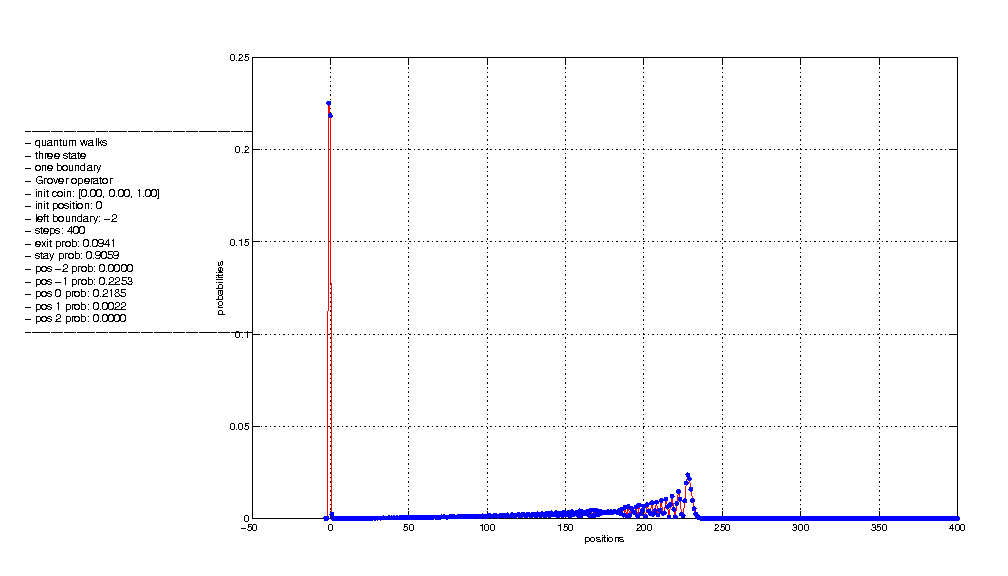 – quantum walks
– three state
– one boundary
– Grover operator
– init coin: [0.00, 0.00, 1.00]
– init position: 0
– left boundary: −2
– steps: 400
– exit prob: 0.0941
– stay prob: 0.9059
– pos −2 prob: 0.0000
– pos −1 prob: 0.2253
– pos 0 prob: 0.2185
– pos 1 prob: 0.0022
– pos 2 prob: 0.0000
probabilities
0.25
0.2
0.15
0.1
0.05
0
−50 0 50 100 150 200 250 300 350 400
positions